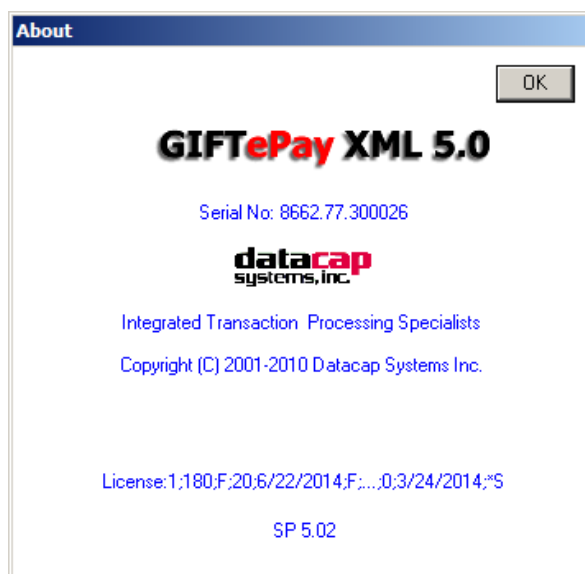 About
OK
GIFTePay XML 5.0
Serial No: 8662.77.300026
datacap
systems, inc.
Integrated Transaction Processing Specialists
Copyright (C) 2001-2010 Datacap Systems Inc.
License:1;180;F;20;6/22/2014;F;...;0;3/24/2014;*S
SP 5.02